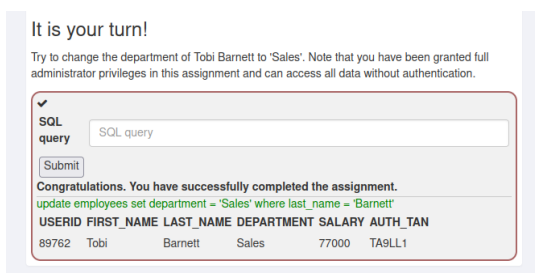 It is your turn!
Try to change the department of Tobi Barnett to 'Sales'. Note that you have been granted full
administrator privileges in this assignment and can access all data without authentication.
✔
SQL query
SQL query
Submit
Congratulations. You have successfully completed the assignment.
update employees set department = 'Sales' where last_name = 'Barnett'
USERID FIRST_NAME LAST_NAME DEPARTMENT SALARY AUTH_TAN
89762 Tobi Barnett Sales 77000 TA9LL1